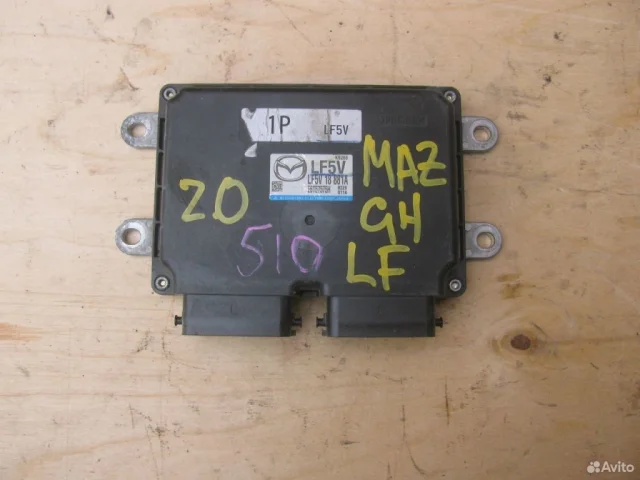 1P LF5V
LF5V
LF5V 18 881A
20
510
MAZ
GH
LF
Avito